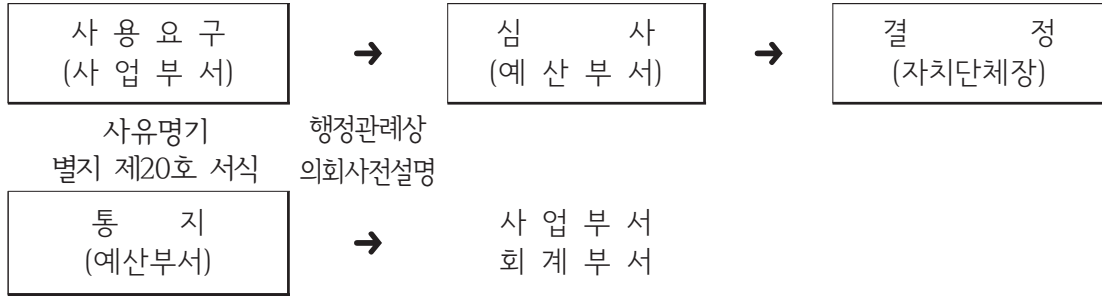 사 용 요 구
(사 업 부 서)
➜
심 사
(예 산 부 서)
➜
결 정
(자치단체장)
사유명기
별지 제20호 서식
행정관례상
의회사전설명
통 지
(예산부서)
➜
사 업 부 서
회 계 부 서